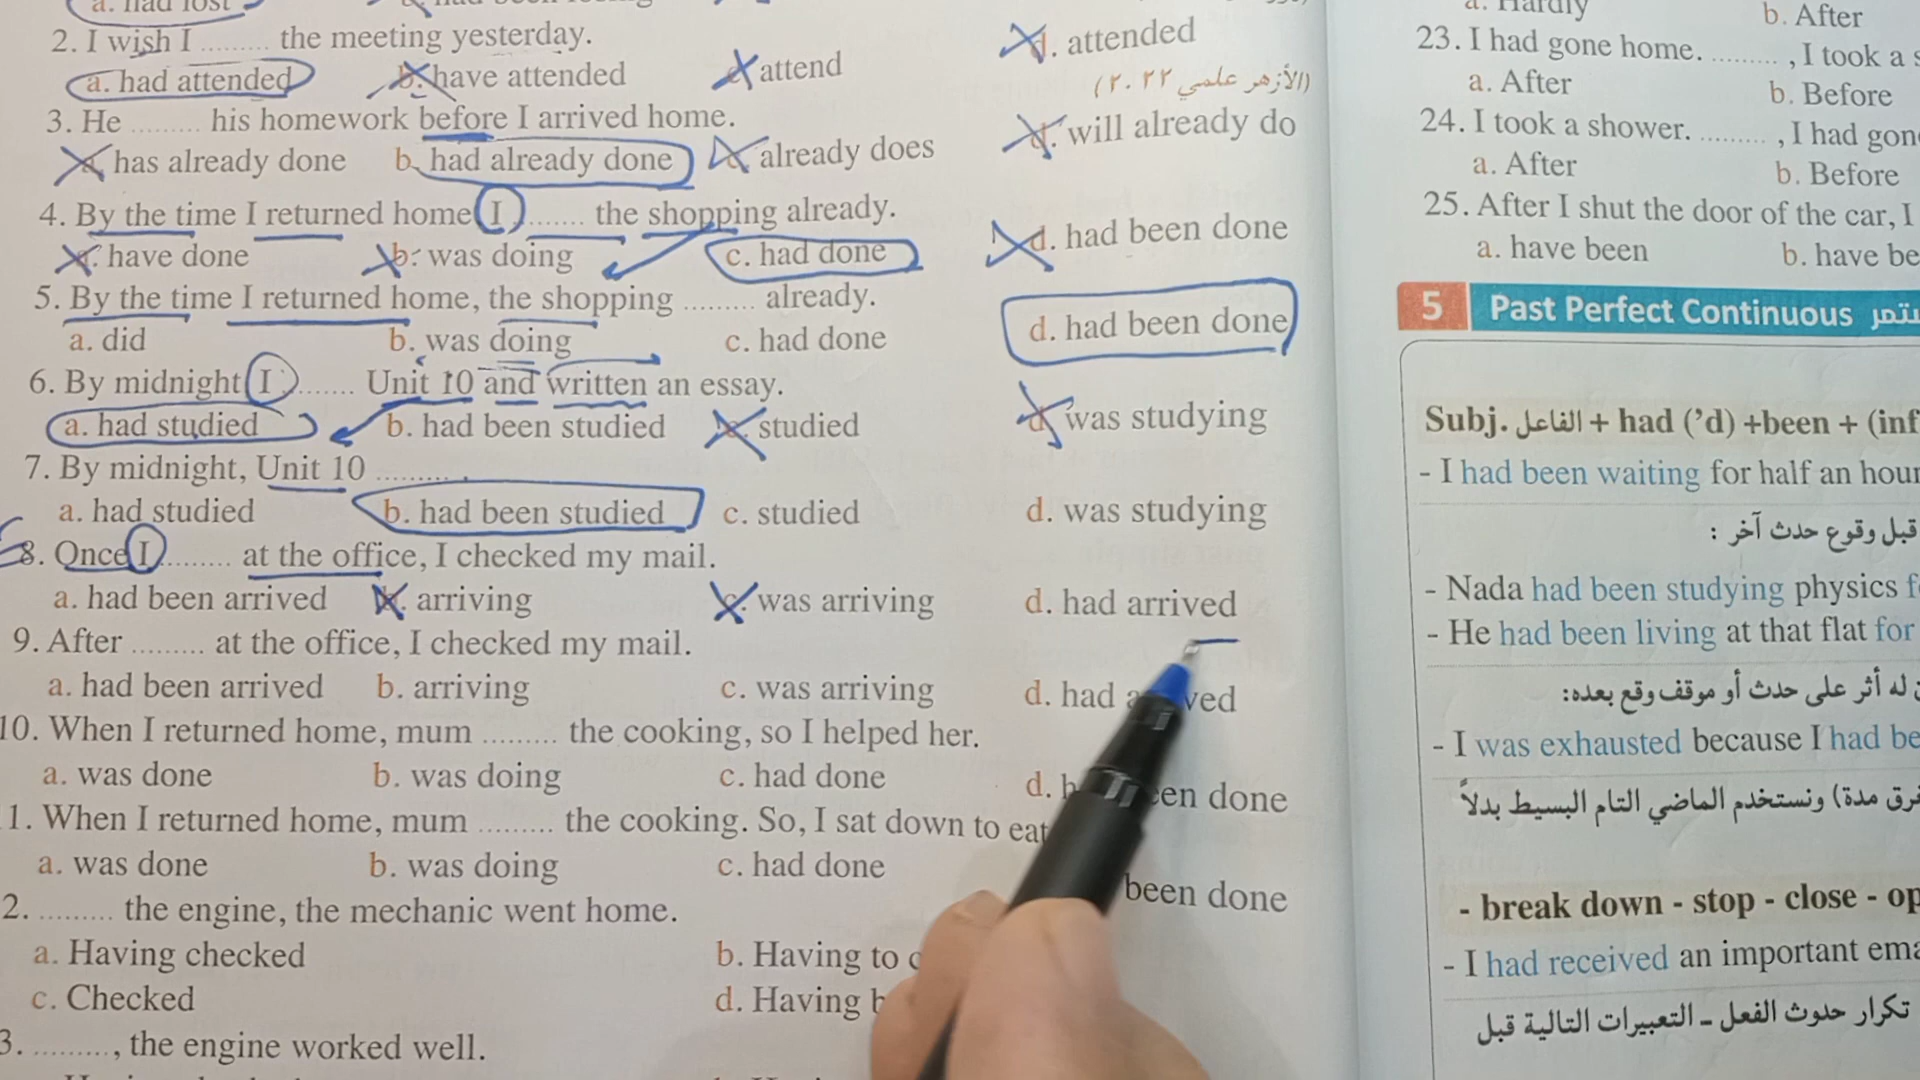 a. had lost
2. I wish I ......... the meeting yesterday.
a. had attended b. have attended c. attend d. attended
(الأزهر علمي ٢٠٢٢)
3. He ......... his homework before I arrived home.
a. has already done b. had already done c. already does d. will already do
4. By the time I returned home I ......... the shopping already.
a. have done b. was doing c. had done d. had been done
5. By the time I returned home, the shopping ......... already.
a. did b. was doing c. had done d. had been done
6. By midnight I ......... Unit 10 and written an essay.
a. had studied b. had been studied c. studied d. was studying
7. By midnight, Unit 10 ......... .
a. had studied b. had been studied c. studied d. was studying
8. Once I ......... at the office, I checked my mail.
a. had been arrived b. arriving c. was arriving d. had arrived
9. After ......... at the office, I checked my mail.
a. had been arrived b. arriving c. was arriving d. had
10. When I returned home, mum ......... the cooking, so I helped her.
a. was done b. was doing c. had done d. done
1. When I returned home, mum ......... the cooking. So, I sat down to eat
a. was done b. was doing c. had done been done
2. ......... the engine, the mechanic went home.
a. Having checked b. Having to
c. Checked d. Having
3. ........., the engine worked well.
a. Hardly b. After
23. I had gone home. ......... , I took a
a. After b. Before
24. I took a shower. ......... , I had
a. After b. Before
25. After I shut the door of the car, I
a. have been b. have
5 Past Perfect Continuous
Subj. الفاعل + had ('d) +been + (inf
- I had been waiting for half an hour
قبل وقوع حدث آخر :
- Nada had been studying physics
- He had been living at that flat for
له أثر على حدث أو موقف وقع بعده:
- I was exhausted because I had
مدة) ونستخدم الماضي التام البسيط بدلاً
- break down - stop - close -
- I had received an important
تكرار حدوث الفعل – التعبيرات التالية قبل